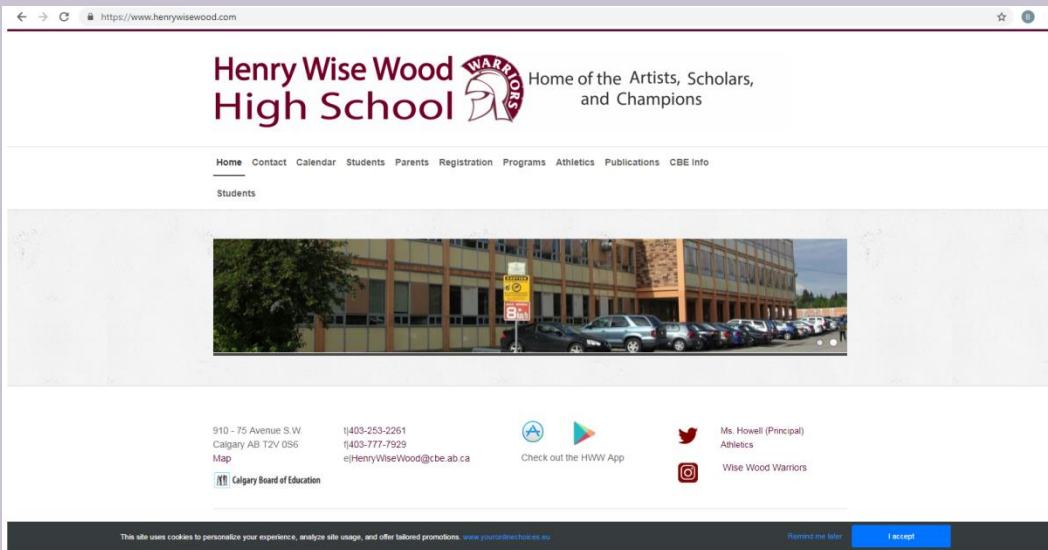 https://www.henrywisewood.com
B
Henry Wise Wood
High School
WARRIORS
Home of the Artists, Scholars,
and Champions
Home Contact Calendar Students Parents Registration Programs Athletics Publications CBE Info
Students
8
910 - 75 Avenue S.W.
Calgary AB T2V 0S6
Map
Calgary Board of Education
t|403-253-2261
f|403-777-7929
e|HenryWiseWood@cbe.ab.ca
Check out the HWW App
Ms. Howell (Principal)
Athletics
Wise Wood Warriors
This site uses cookies to personalize your experience, analyze site usage, and offer tailored promotions. www.youronlinechoices.eu
Remind me later
I accept